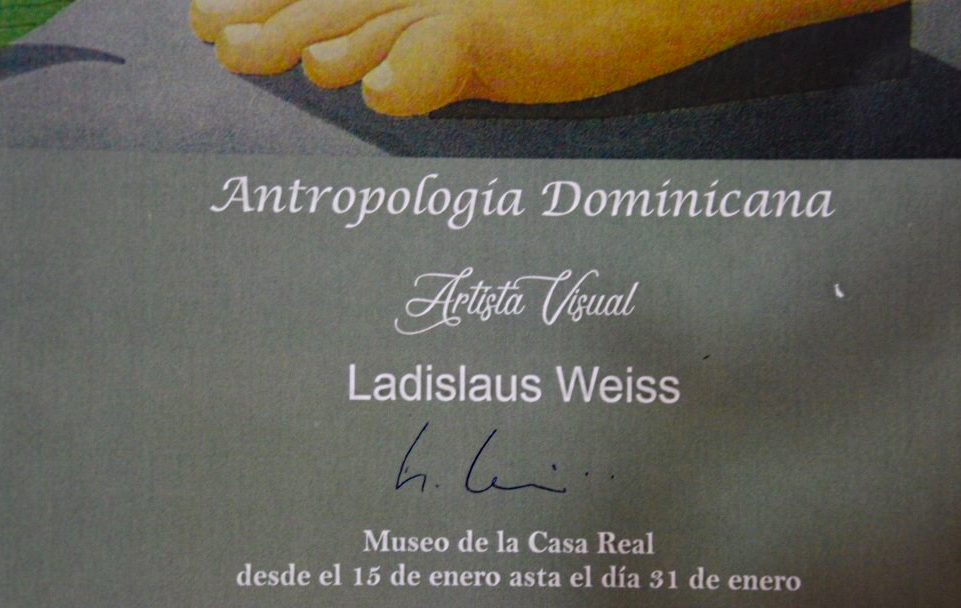 Antropología Dominicana
Artista Visual
Ladislaus Weiss
Museo de la Casa Real
desde el 15 de enero asta el día 31 de enero